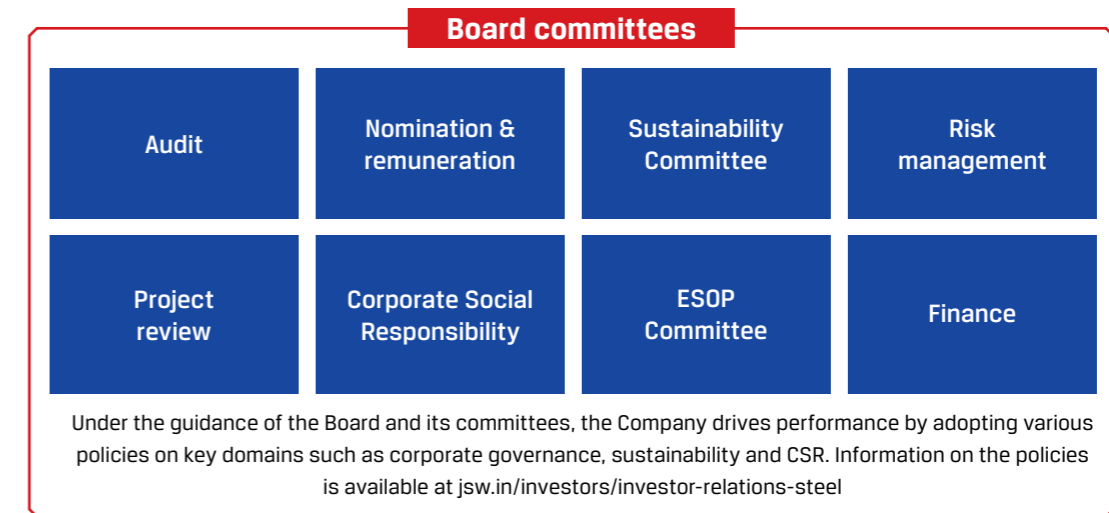 Board committees
Audit
Nomination &
remuneration
Sustainability
Committee
Risk
management
Project
review
Corporate Social
Responsibility
ESOP
Committee
Finance
Under the guidance of the Board and its committees, the Company drives performance by adopting various
policies on key domains such as corporate governance, sustainability and CSR. Information on the policies
is available at jsw.in/investors/investor-relations-steel